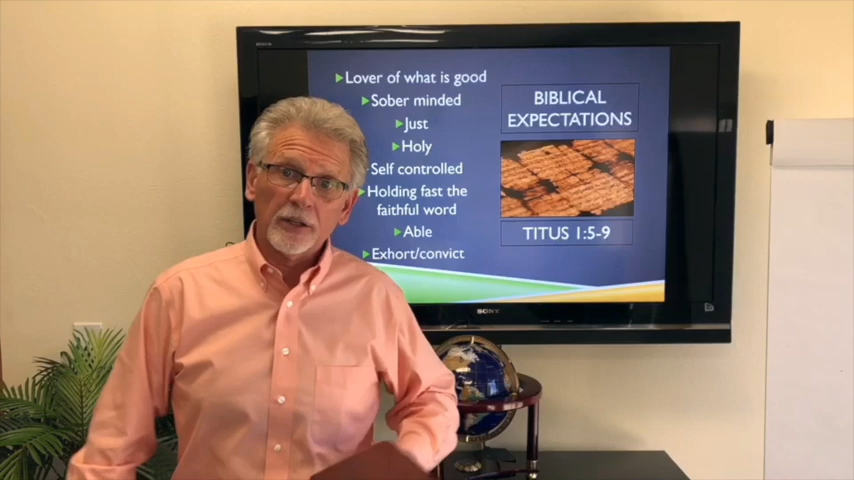 Lover of what is good
Sober minded
Just
Holy
Self controlled
Holding fast the
faithful word
Able
Exhort/convict
BIBLICAL
EXPECTATIONS
TITUS 1:5-9
SONY